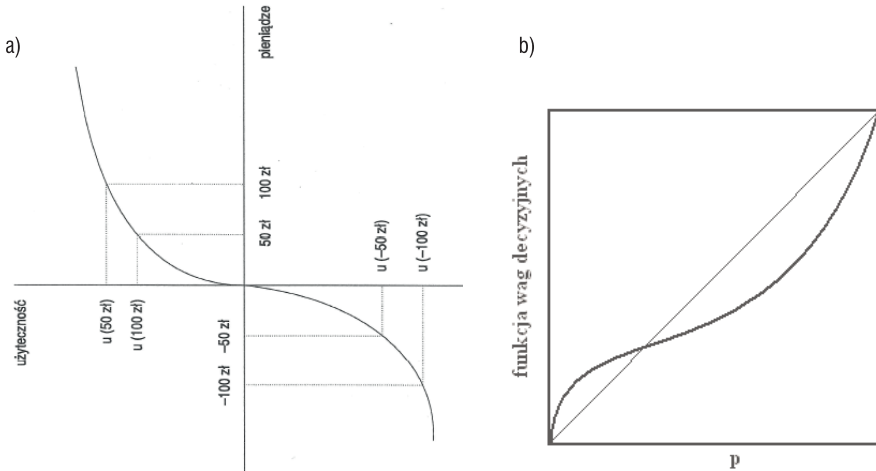 a)
pieniądze
100 zł
50 zł
użyteczność
u (50 zł)
u (100 zł)
u (–50 zł)
u (–100 zł)
–50 zł
–100 zł
b)
funkcja wag decyzyjnych
p